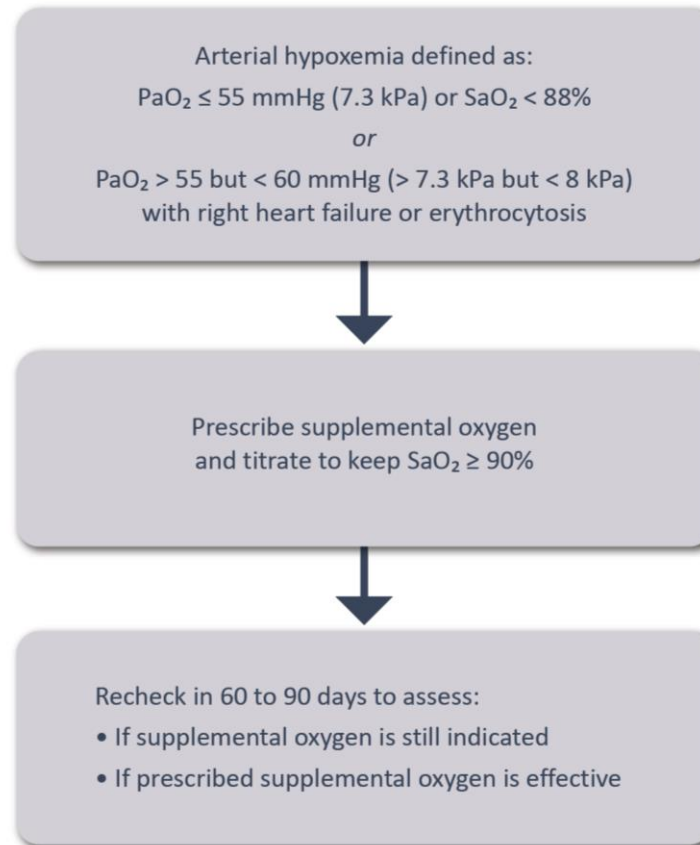 Arterial hypoxemia defined as:
PaO₂ ≤ 55 mmHg (7.3 kPa) or SaO₂ < 88%
or
PaO₂ > 55 but < 60 mmHg (> 7.3 kPa but < 8 kPa)
with right heart failure or erythrocytosis
Prescribe supplemental oxygen
and titrate to keep SaO₂ ≥ 90%
Recheck in 60 to 90 days to assess:
• If supplemental oxygen is still indicated
• If prescribed supplemental oxygen is effective